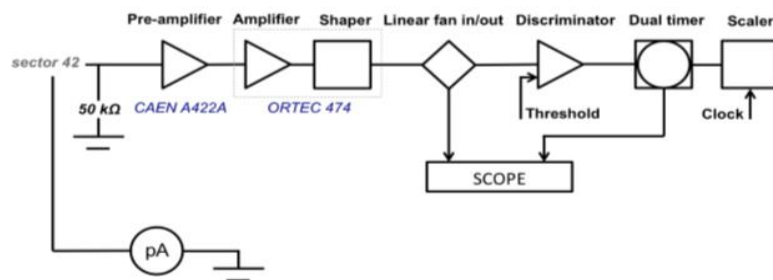 Pre-amplifier Amplifier Shaper Linear fan in/out Discriminator Dual timer Scaler
sector 42
50 kΩ CAEN A422A ORTEC 474 Threshold Clock
SCOPE
pA